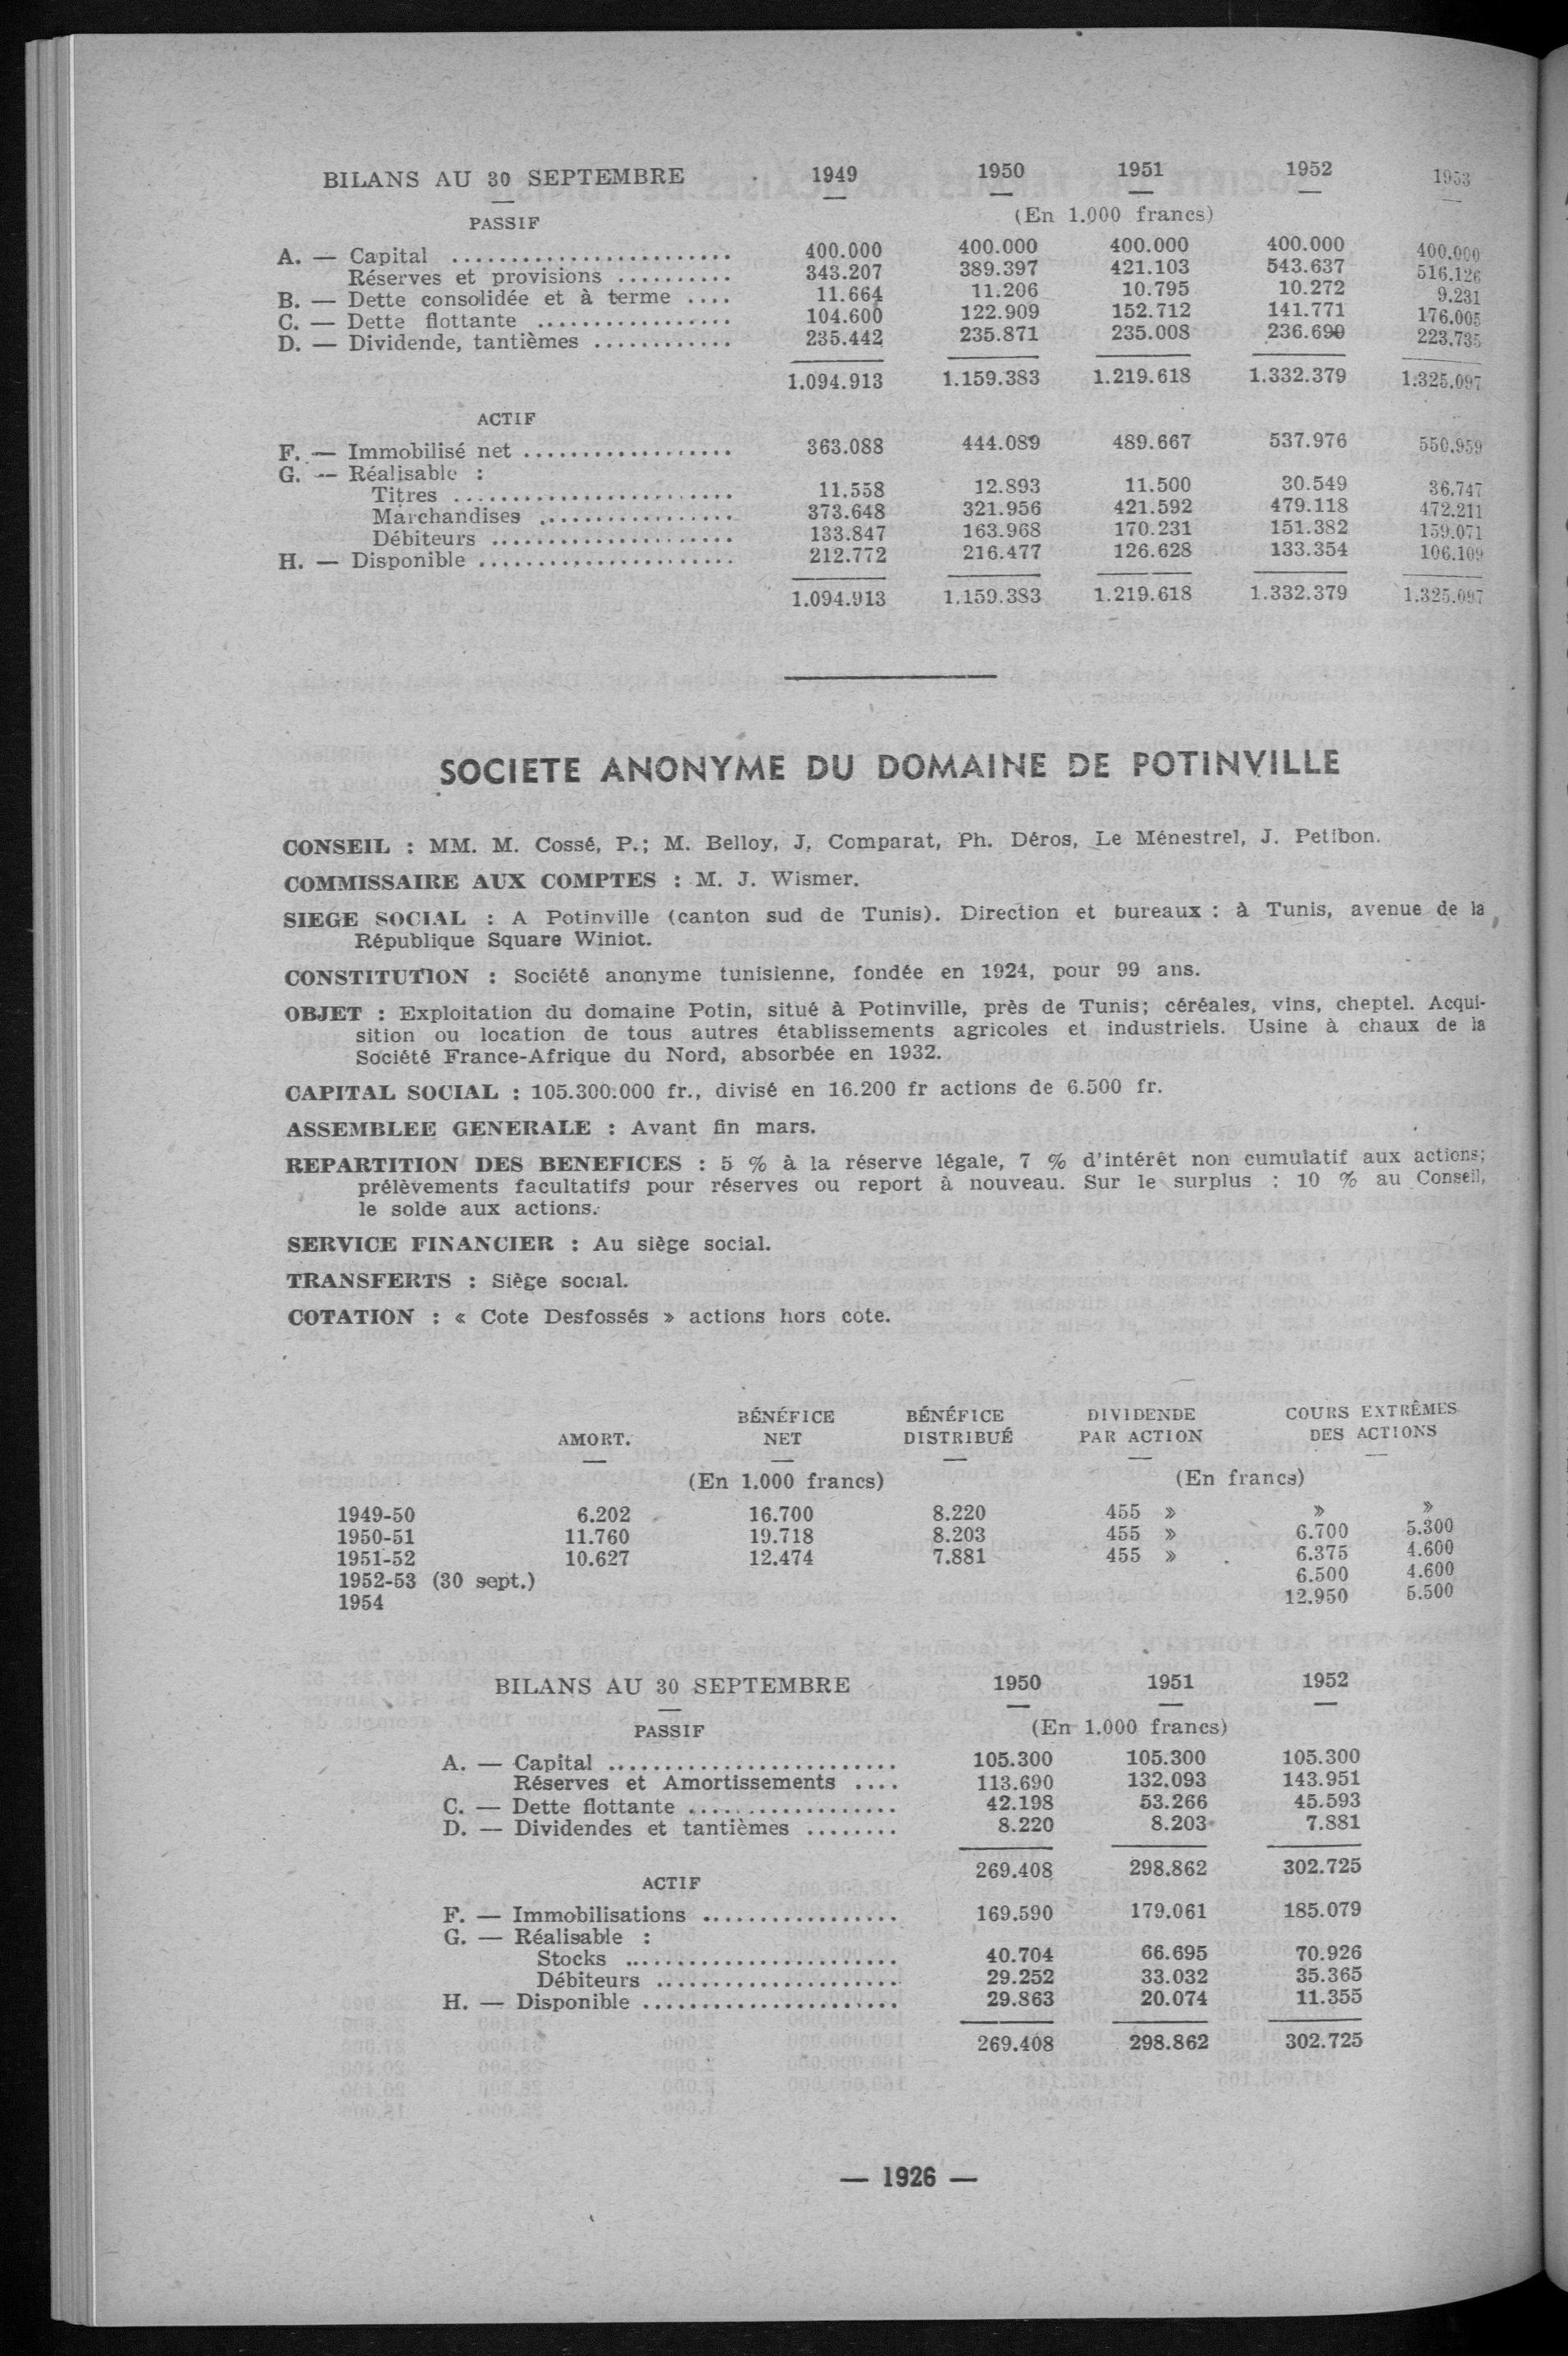 BILANS AU 30 SEPTEMBRE 1949 1950 1951 1952 1953
PASSIF (En 1.000 francs)
A. — Capital ........................ 400.000 400.000 400.000 400.000 400.000
Réserves et provisions .......... 343.207 389.397 421.103 543.637 516.126
B. — Dette consolidée et à terme .... 11.664 11.206 10.795 10.272 9.231
C. — Dette flottante ................. 104.600 122.909 152.712 141.771 176.005
D. — Dividende, tantièmes ............ 235.442 235.871 235.008 236.690 223.735
1.094.913 1.159.383 1.219.618 1.332.379 1.325.097
ACTIF
F. — Immobilisé net .................. 363.088 444.089 489.667 537.976 550.959
G. — Réalisable :
Titres ........................ 11.558 12.893 11.500 30.549 36.747
Marchandises ................. 373.648 321.956 421.592 479.118 472.211
Débiteurs ..................... 133.847 163.968 170.231 151.382 159.071
H. — Disponible ...................... 212.772 216.477 126.628 133.354 106.109
1.094.913 1.159.383 1.219.618 1.332.379 1.325.097
SOCIETE ANONYME DU DOMAINE DE POTINVILLE
CONSEIL : MM. M. Cossé, P.; M. Belloy, J. Comparat, Ph. Déros, Le Ménestrel, J. Petibon.
COMMISSAIRE AUX COMPTES : M. J. Wismer.
SIEGE SOCIAL : A Potinville (canton sud de Tunis). Direction et bureaux : à Tunis, avenue de la
République Square Winiot.
CONSTITUTION : Société anonyme tunisienne, fondée en 1924, pour 99 ans.
OBJET : Exploitation du domaine Potin, situé à Potinville, près de Tunis; céréales, vins, cheptel. Acqui-
sition ou location de tous autres établissements agricoles et industriels. Usine à chaux de la
Société France-Afrique du Nord, absorbée en 1932.
CAPITAL SOCIAL : 105.300.000 fr., divisé en 16.200 fr actions de 6.500 fr.
ASSEMBLEE GENERALE : Avant fin mars.
REPARTITION DES BENEFICES : 5 % à la réserve légale, 7 % d'intérêt non cumulatif aux actions;
prélèvements facultatifs pour réserves ou report à nouveau. Sur le surplus : 10 % au Conseil,
le solde aux actions.
SERVICE FINANCIER : Au siège social.
TRANSFERTS : Siège social.
COTATION : « Cote Desfossés » actions hors cote.
BÉNÉFICE BÉNÉFICE DIVIDENDE COURS EXTRÊMES
AMORT. NET DISTRIBUÉ PAR ACTION DES ACTIONS
(En 1.000 francs) (En francs)
1949-50 6.202 16.700 8.220 455 » » »
1950-51 11.760 19.718 8.203 455 » 6.700 5.300
1951-52 10.627 12.474 7.881 455 » 6.375 4.600
1952-53 (30 sept.) 6.500 4.600
1954 12.950 5.500
BILANS AU 30 SEPTEMBRE 1950 1951 1952
PASSIF (En 1.000 francs)
A. — Capital ......................... 105.300 105.300 105.300
Réserves et Amortissements .... 113.690 132.093 143.951
C. — Dette flottante .................. 42.198 53.266 45.593
D. — Dividendes et tantièmes ........ 8.220 8.203 7.881
269.408 298.862 302.725
ACTIF
F. — Immobilisations ................. 169.590 179.061 185.079
G. — Réalisable :
Stocks ........................ 40.704 66.695 70.926
Débiteurs ..................... 29.252 33.032 35.365
H. — Disponible ...................... 29.863 20.074 11.355
269.408 298.862 302.725
— 1926 —